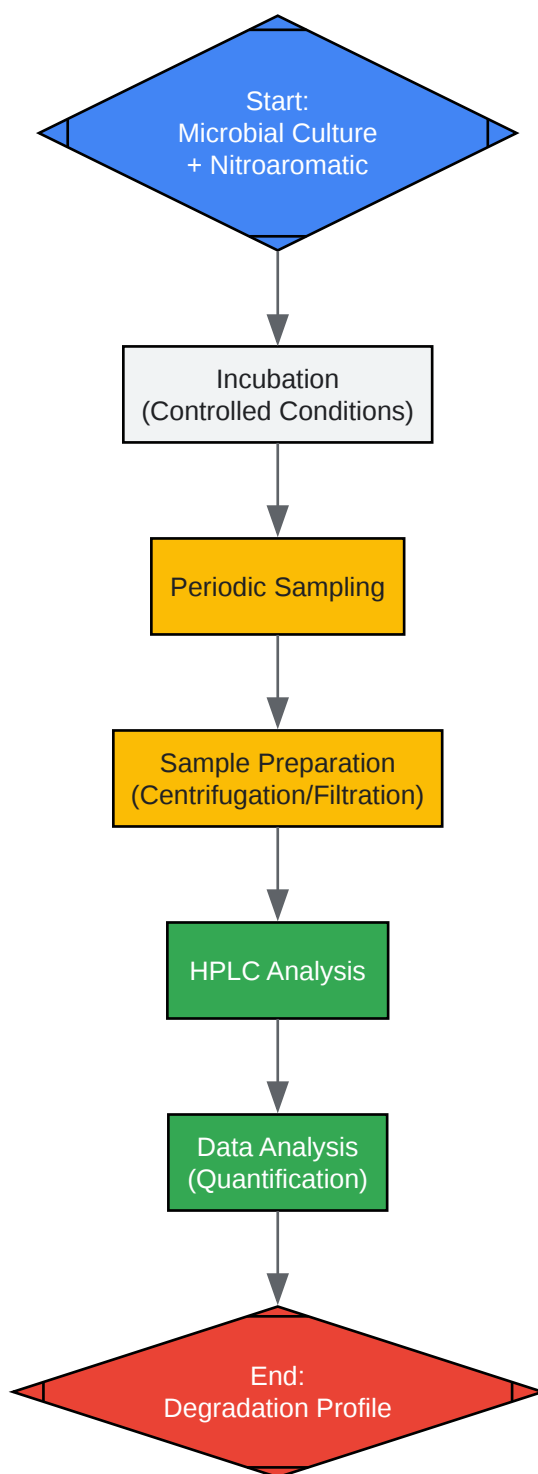 Start:
Microbial Culture
+ Nitroaromatic
Incubation
(Controlled Conditions)
Periodic Sampling
Sample Preparation
(Centrifugation/Filtration)
HPLC Analysis
Data Analysis
(Quantification)
End:
Degradation Profile